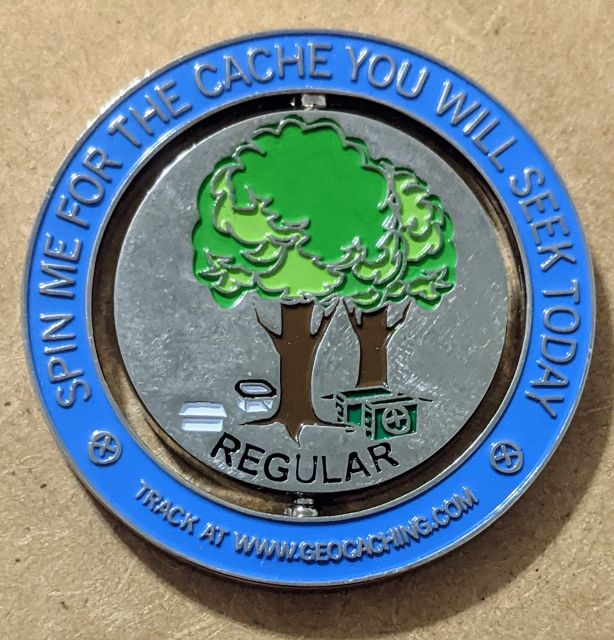 SPIN ME FOR THE CACHE YOU WILL SEEK TODAY
REGULAR
TRACK AT WWW.GEOCACHING.COM